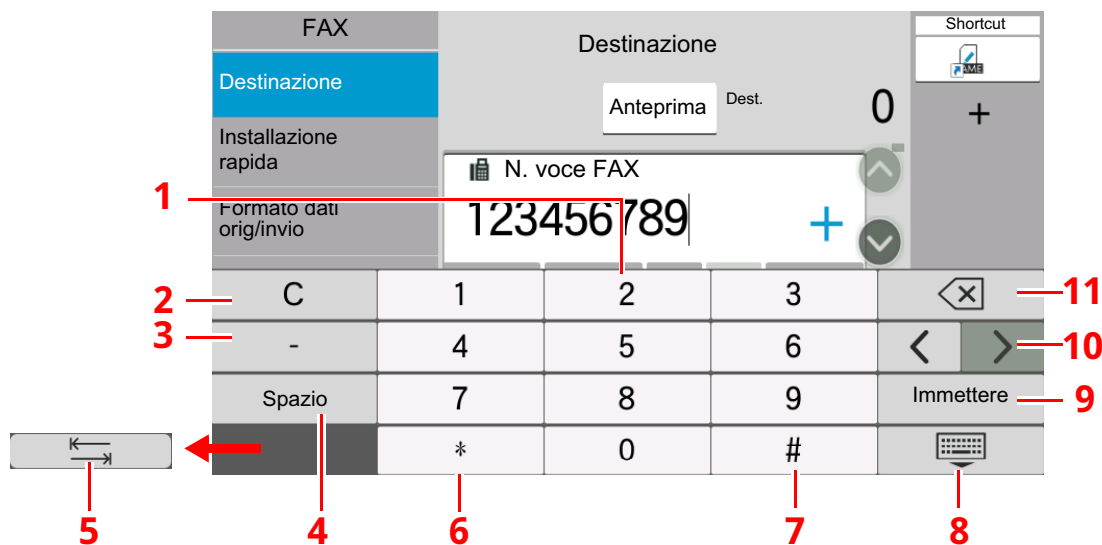 FAX
Destinazione
Installazione
rapida
Formato dati
orig/invio
Destinazione
Anteprima
Dest.
0
N. voce FAX
123456789
+
Shortcut
AME
+
C 1 2 3
- 4 5 6
Spazio 7 8 9 Immettere
* 0 #
1
2
3
4
5
6
7
8
9
10
11